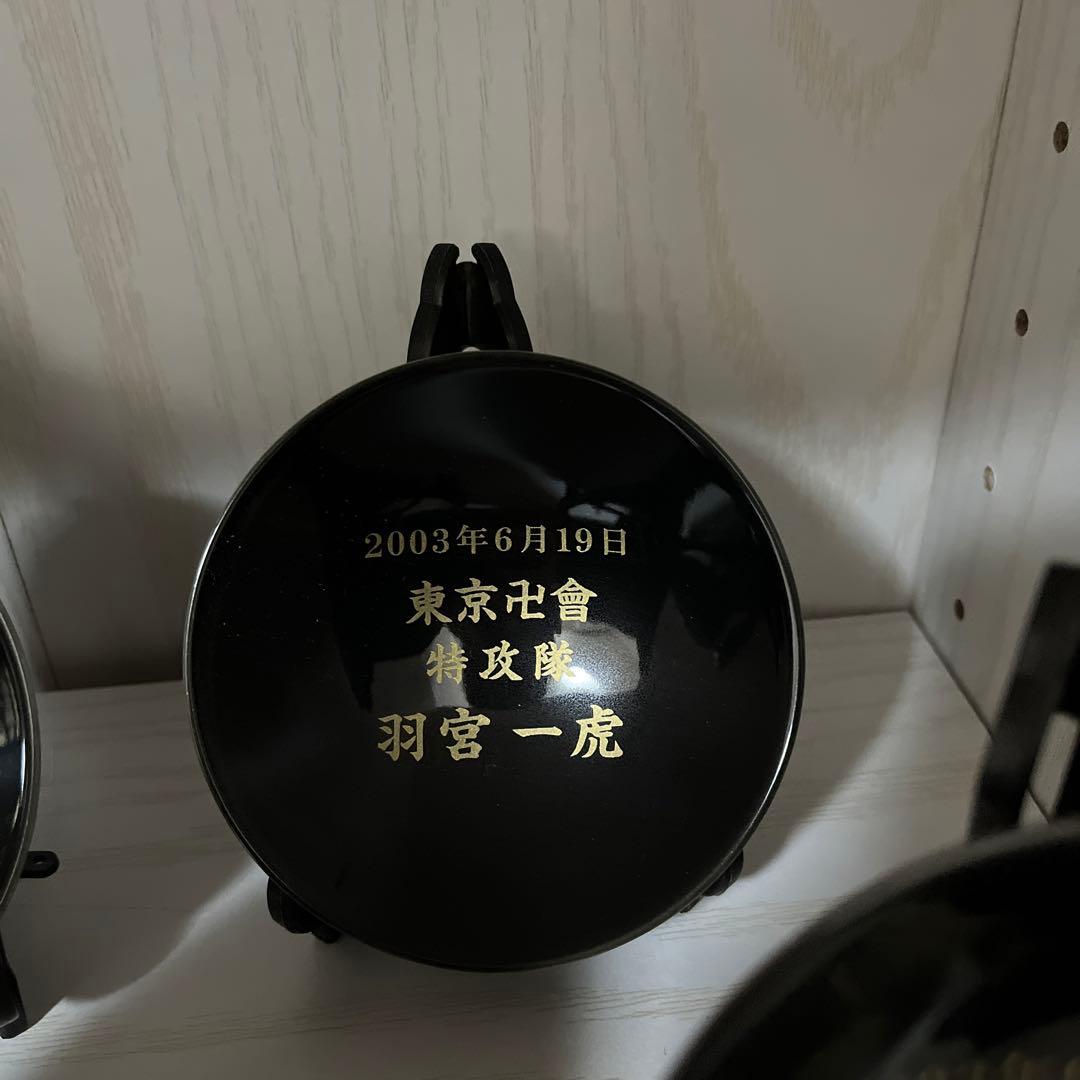 2003年6月19日
東京卍會
特攻隊
羽宮 一虎